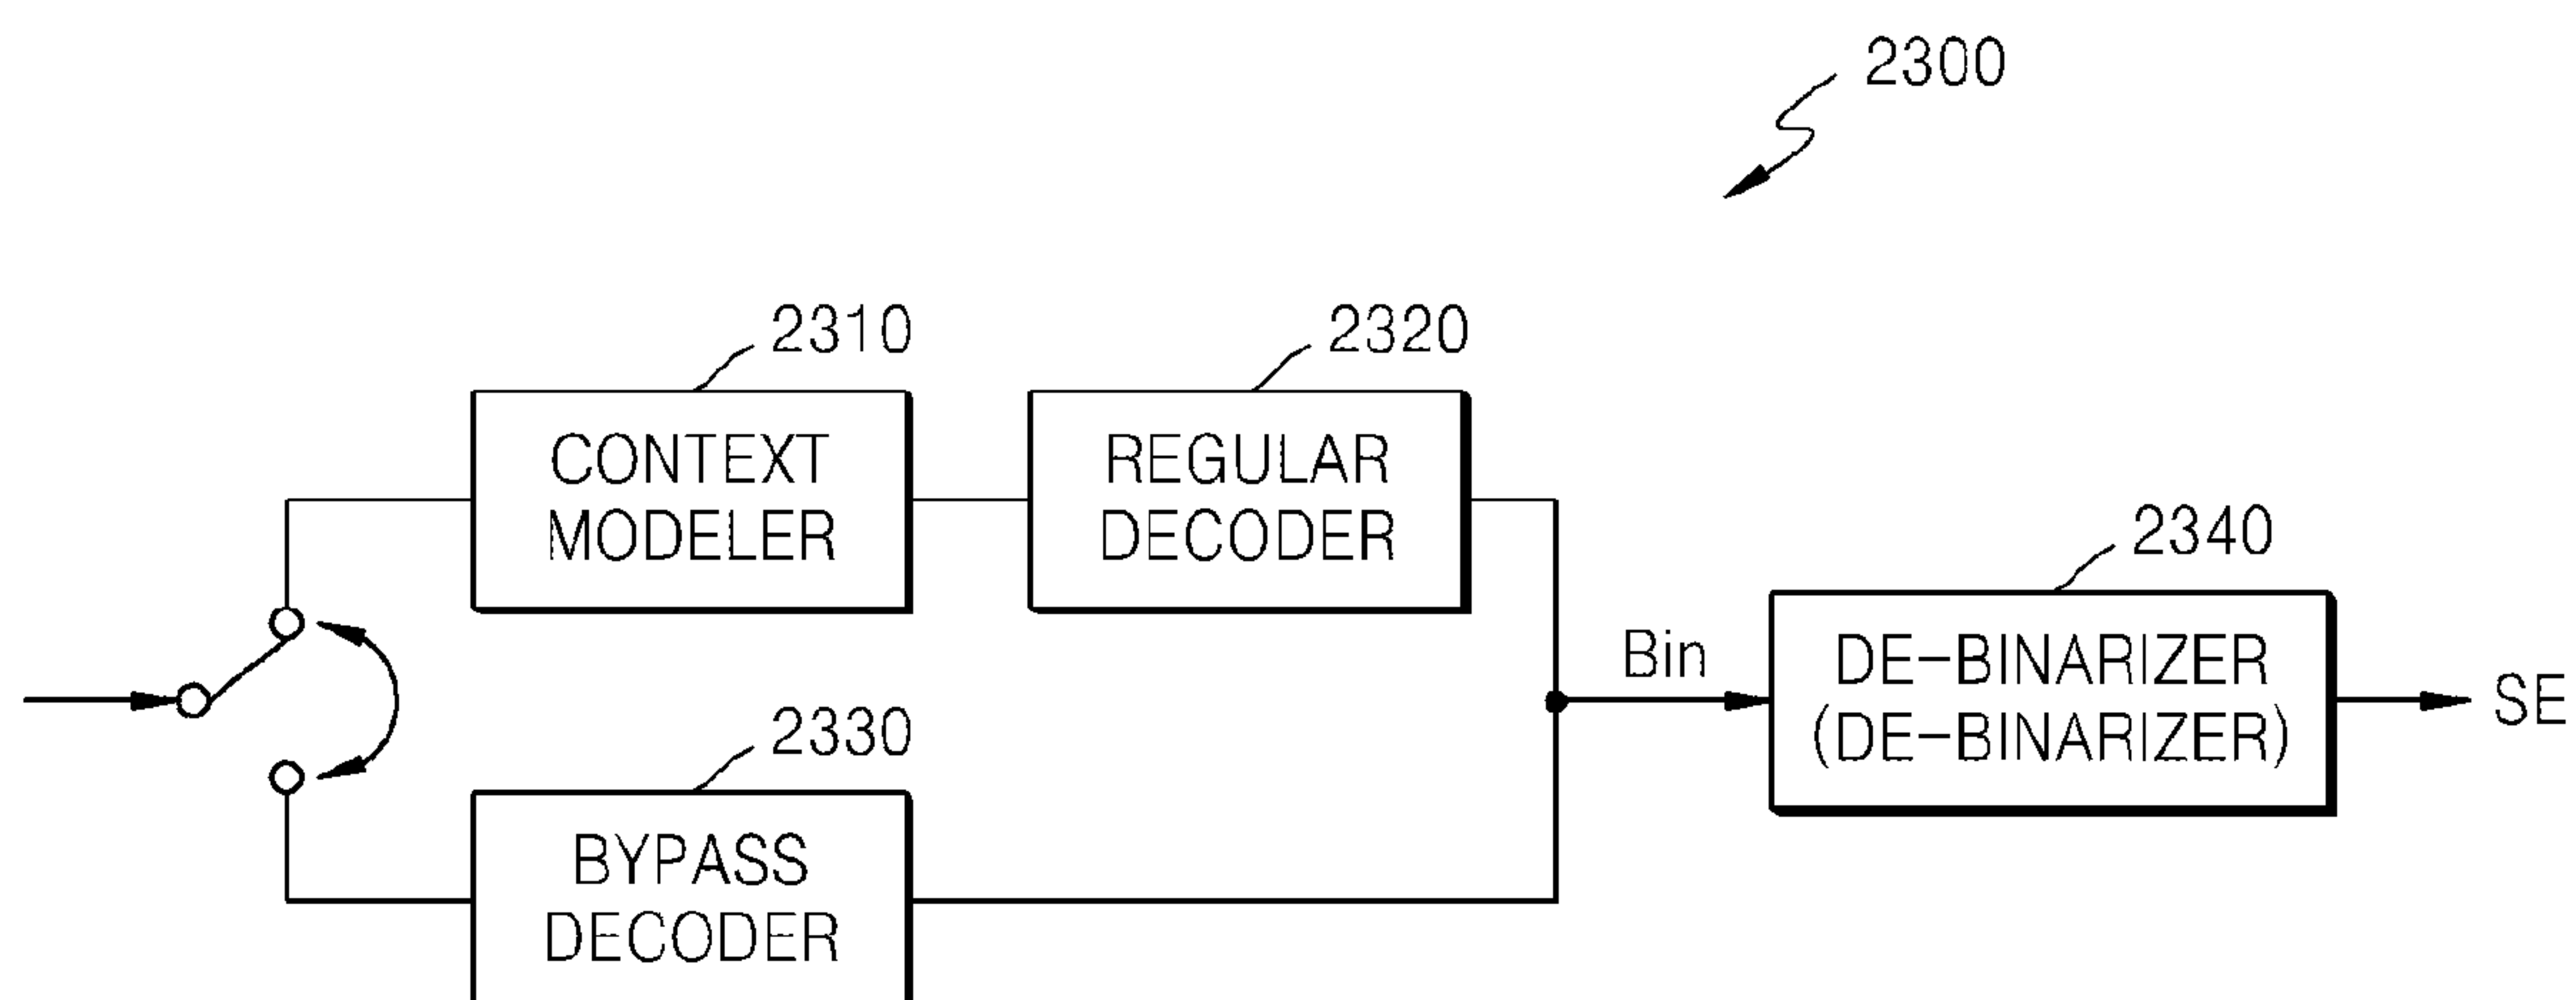 2300
2310
2320
CONTEXT
MODELER
REGULAR
DECODER
2340
Bin
DE-BINARIZER
(DE-BINARIZER)
SE
2330
BYPASS
DECODER